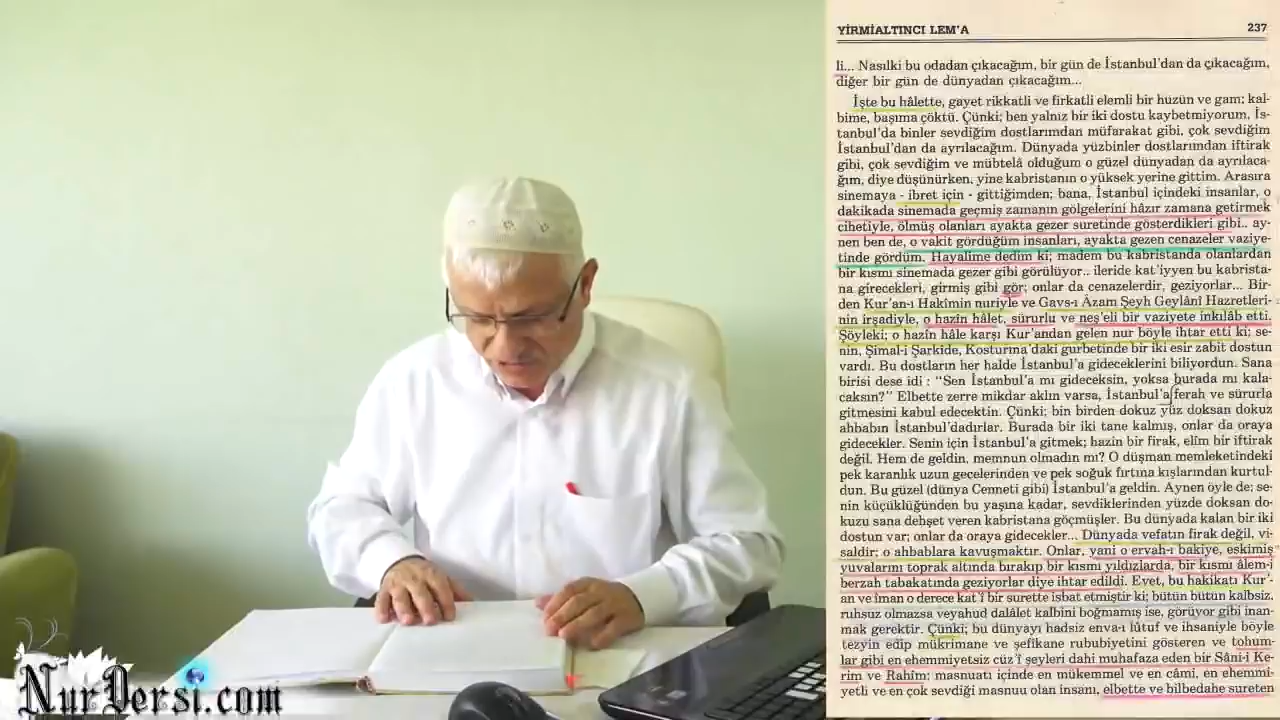 YİRMİALTINCI LEM'A 237
li... Nasılki bu odadan çıkacağım, bir gün de İstanbul'dan da çıkacağım,
diğer bir gün de dünyadan çıkacağım...
İşte bu hâlette, gayet rikkatli ve firkatli elemli bir hüzün ve gam; kal-
bime, başıma çöktü. Çünki; ben yalnız bir iki dostu kaybetmiyorum, İs-
tanbul'da binler sevdiğim dostlarımdan müfarakat gibi, çok sevdiğim
İstanbul'dan da ayrılacağım. Dünyada yüzbinler dostlarından iftirak
gibi, çok sevdiğim ve mübtelâ olduğum o güzel dünyadan da ayrılaca-
ğım, diye düşünürken, yine kabristanın o yüksek yerine gittim. Arasıra
sinemaya - ibret için - gittiğimden; bana, İstanbul içindeki insanlar, o
dakikada sinemada geçmiş zamanın gölgelerini hâzır zamana getirmek
cihetiyle, ölmüş olanları ayakta gezer suretinde gösterdikleri gibi.. ay-
nen ben de, o vakit gördüğüm insanları, ayakta gezen cenazeler vaziye-
tinde gördüm. Hayalime dedim ki; madem bu kabristanda olanlardan
bir kısmı sinemada gezer gibi görülüyor.. ileride kat'iyyen bu kabrista-
na girecekleri, girmiş gibi gör; onlar da cenazelerdir, geziyorlar... Bir-
den Kur'an-ı Hakîmin nuriyle ve Gavs-ı Âzam Şeyh Geylânî Hazretleri-
nin irşadiyle, o hazîn hâlet, sürurlu ve neş'eli bir vaziyete inkılâb etti.
Şöyleki; o hazîn hâle karşı Kur'andan gelen nur böyle ihtar etti ki; se-
nin, Şimal-i Şarkide, Kosturma'daki gurbetinde bir iki esir zabit dostun
vardı. Bu dostların her halde İstanbul'a gideceklerini biliyordun. Sana
birisi dese idi : "Sen İstanbul'a mı gideceksin, yoksa burada mı kala-
caksın?" Elbette zerre mikdar aklın varsa, İstanbul'a ferah ve sürurla
gitmesini kabul edecektin. Çünki; bin birden dokuz yüz doksan dokuz
ahbabın İstanbul'dadırlar. Burada bir iki tane kalmış, onlar da oraya
gidecekler. Senin için İstanbul'a gitmek; hazîn bir firak, elîm bir iftirak
değil. Hem de geldin, memnun olmadın mı? O düşman memleketindeki
pek karanlık uzun gecelerinden ve pek soğuk fırtına kışlarından kurtul-
dun. Bu güzel (dünya Cenneti gibi) İstanbul'a geldin. Aynen öyle de; se-
nin küçüklüğünden bu yaşına kadar, sevdiklerinden yüzde doksan do-
kuzu sana dehşet veren kabristana göçmüşler. Bu dünyada kalan bir iki
dostun var; onlar da oraya gidecekler... Dünyada vefatın firak değil, vi-
saldir; o ahbablara kavuşmaktır. Onlar, yani o ervah-ı bakiye, eskimiş
yuvalarını toprak altında bırakıp bir kısmı yıldızlarda, bir kısmı âlem-i
berzah tabakatında geziyorlar diye ihtar edildi. Evet, bu hakikatı Kur'-
an ve îman o derece kat'î bir surette isbat etmiştir ki; bütün bütün kalbsiz,
ruhsuz olmazsa veyahud dalâlet kalbini boğmamış ise, görüyor gibi inan-
mak gerektir. Çünki; bu dünyayı hadsiz enva-ı lûtuf ve ihsaniyle böyle
tezyin edip mükrimane ve şefikane rububiyetini gösteren ve tohum-
lar gibi en ehemmiyetsiz cüz'î şeyleri dahi muhafaza eden bir Sâni-i Ke-
rîm ve Rahîm; masnuatı içinde en mükemmel ve en câmi, en ehemmi-
yetli ve en çok sevdiği masnuu olan insanı, elbette ve bilbedahe sureten
NurDersi.com